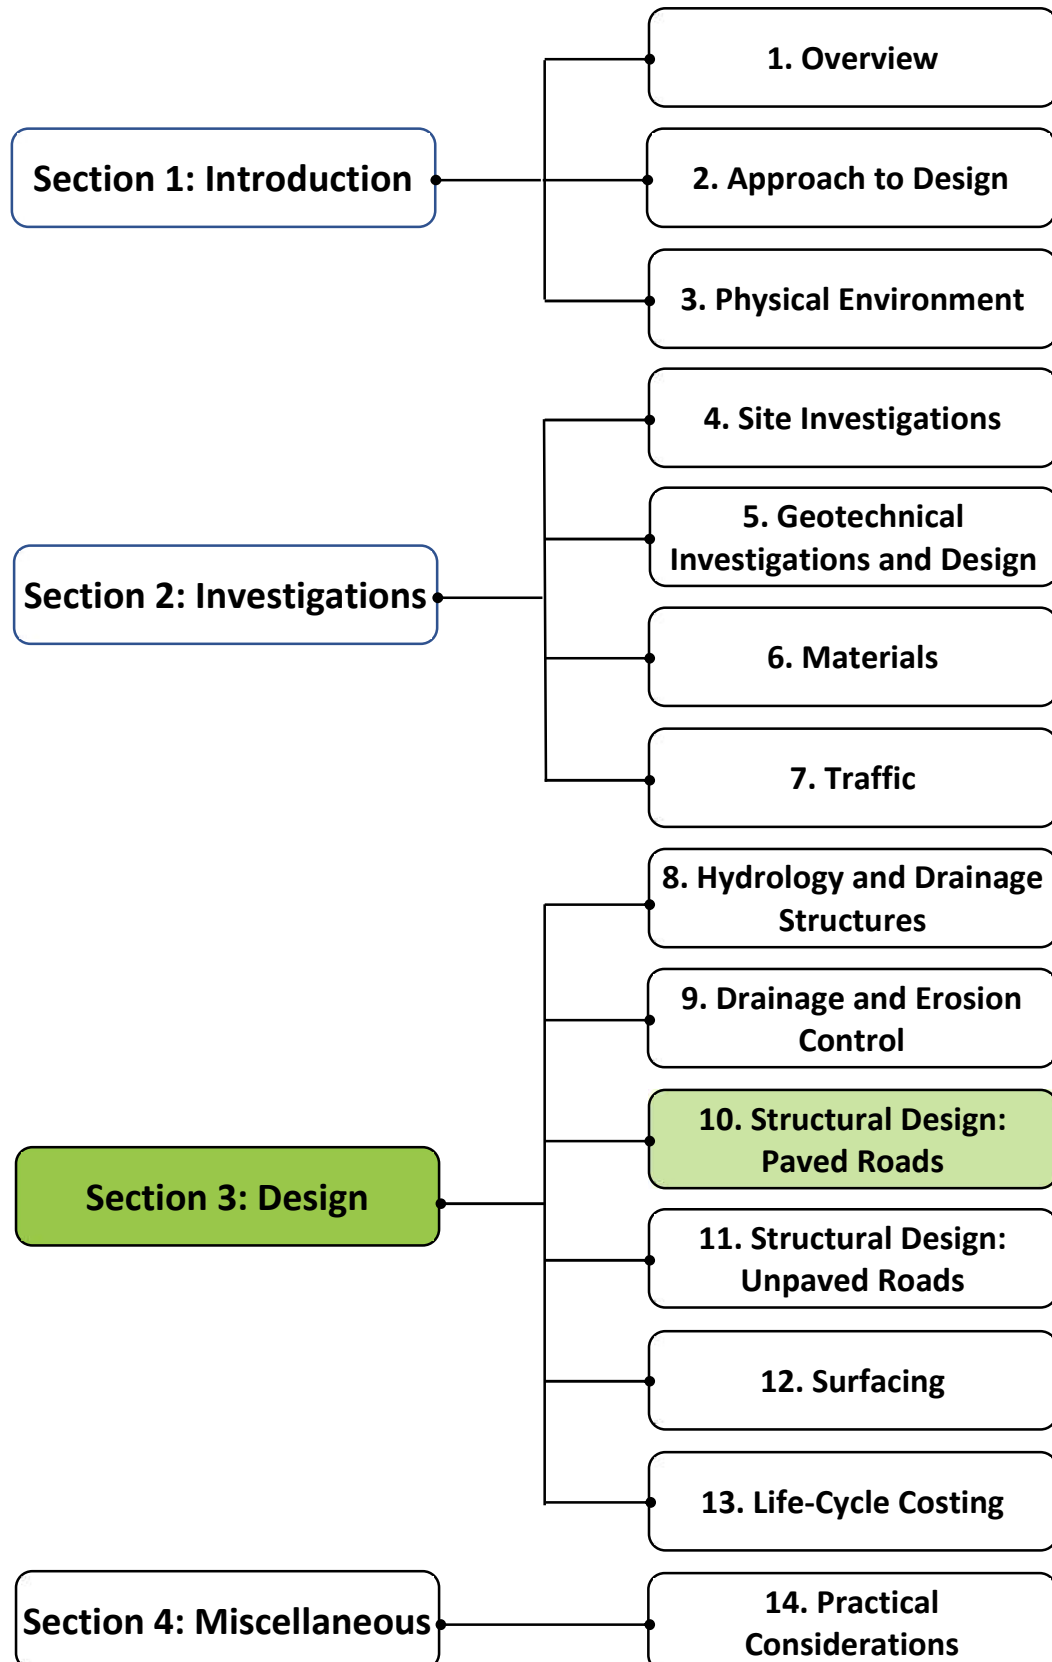 1. Overview
Section 1: Introduction
2. Approach to Design
3. Physical Environment
4. Site Investigations
5. Geotechnical
Investigations and Design
Section 2: Investigations
6. Materials
7. Traffic
8. Hydrology and Drainage
Structures
9. Drainage and Erosion
Control
10. Structural Design:
Paved Roads
Section 3: Design
11. Structural Design:
Unpaved Roads
12. Surfacing
13. Life-Cycle Costing
Section 4: Miscellaneous
14. Practical
Considerations